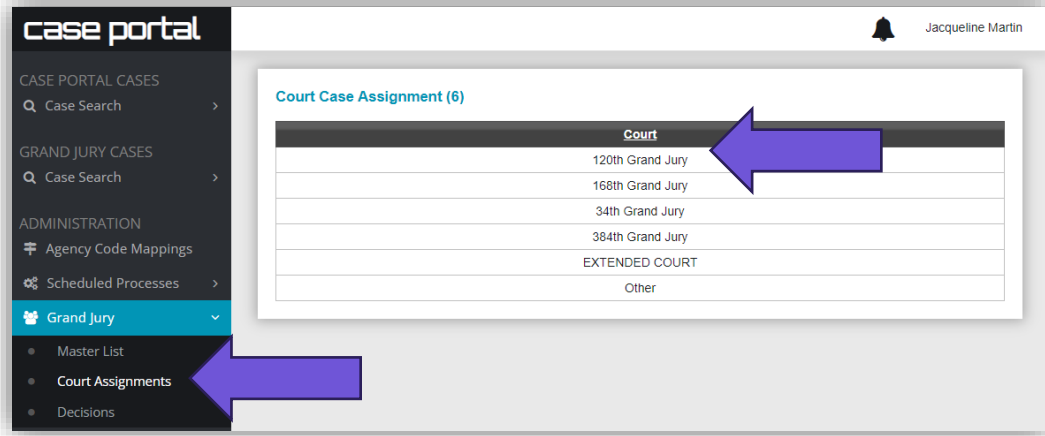 case portal
Jacqueline Martin
CASE PORTAL CASES
Case Search
GRAND JURY CASES
Case Search
ADMINISTRATION
Agency Code Mappings
Scheduled Processes
Grand Jury
Master List
Court Assignments
Decisions
Court Case Assignment (6)
Court
120th Grand Jury
168th Grand Jury
34th Grand Jury
384th Grand Jury
EXTENDED COURT
Other